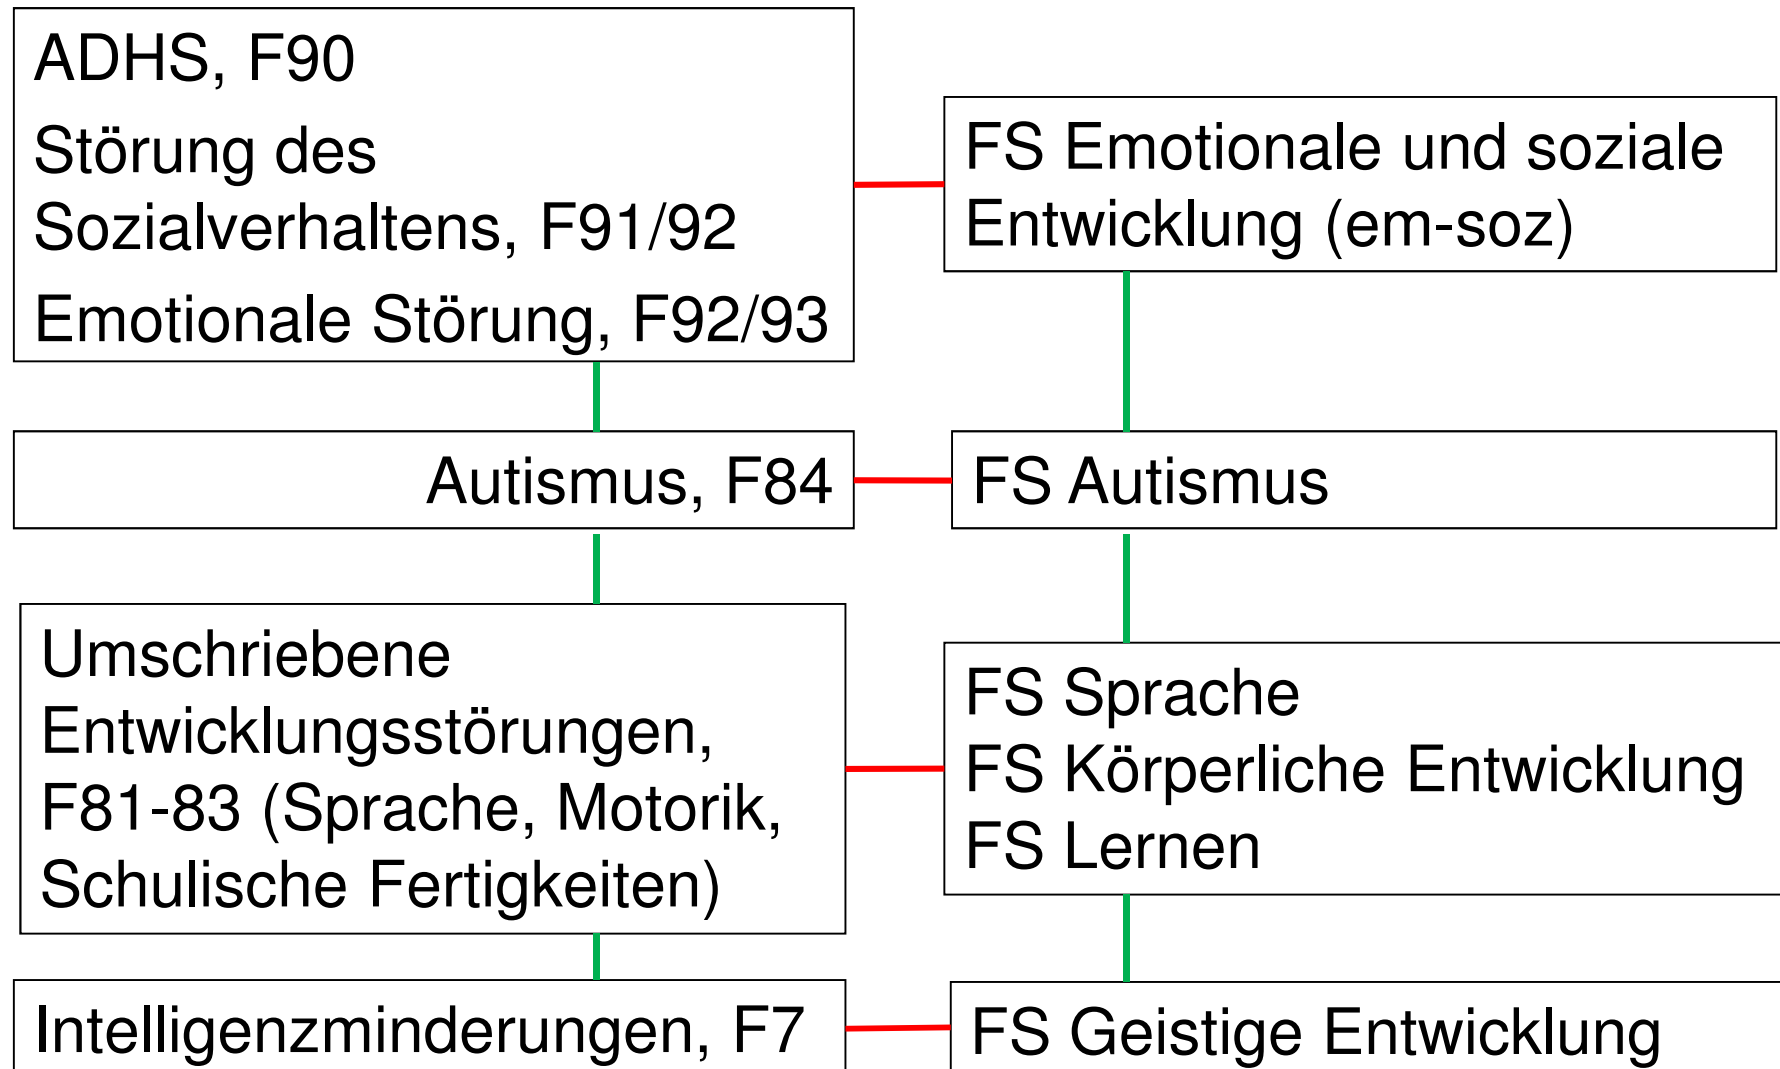 ADHS, F90
Störung des
Sozialverhaltens, F91/92
Emotionale Störung, F92/93
FS Emotionale und soziale
Entwicklung (em-soz)
Autismus, F84
FS Autismus
Umschriebene
Entwicklungsstörungen,
F81-83 (Sprache, Motorik,
Schulische Fertigkeiten)
FS Sprache
FS Körperliche Entwicklung
FS Lernen
Intelligenzminderungen, F7
FS Geistige Entwicklung